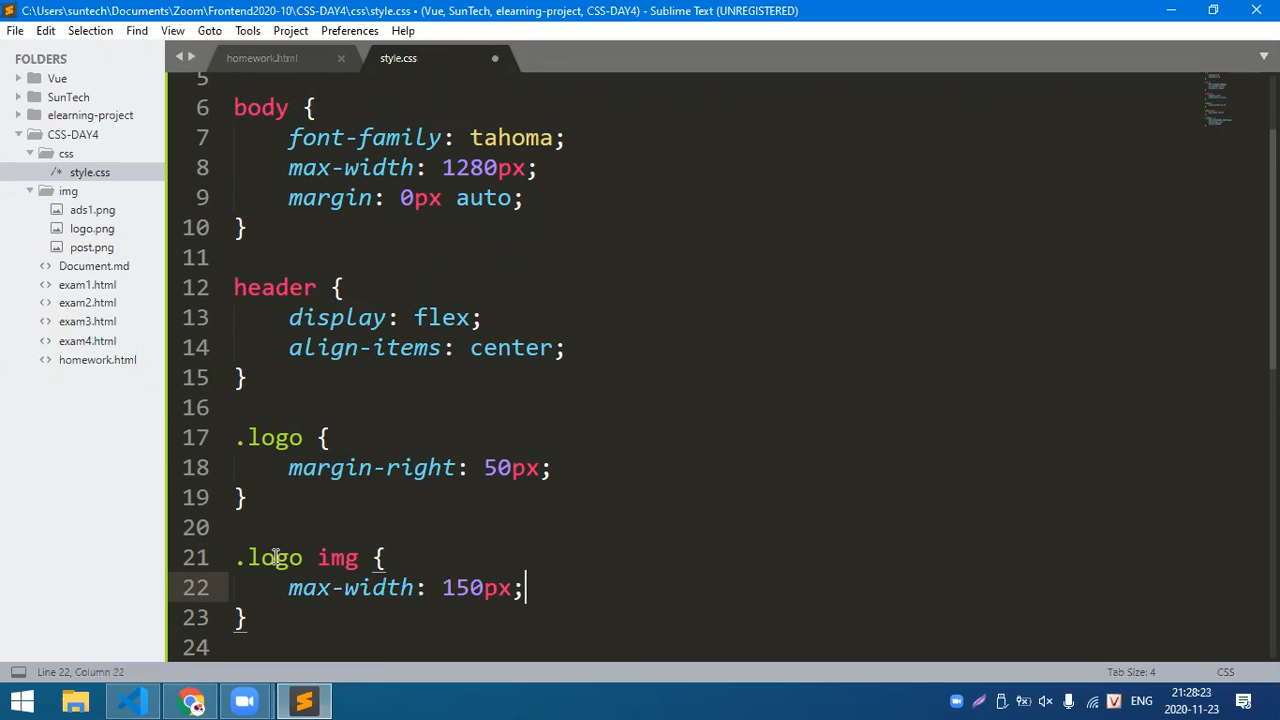 C:\Users\suntech\Documents\Zoom\Frontend2020-10\CSS-DAY4\css\style.css • (Vue, SunTech, elearning-project, CSS-DAY4) - Sublime Text (UNREGISTERED)
File Edit Selection Find View Goto Tools Project Preferences Help
FOLDERS
Vue
SunTech
elearning-project
CSS-DAY4
css
/* style.css
img
ads1.png
logo.png
post.png
<> Document.md
<> exam1.html
<> exam2.html
<> exam3.html
<> exam4.html
<> homework.html
homework.html × style.css
5
6 body {
7 font-family: tahoma;
8 max-width: 1280px;
9 margin: 0px auto;
10 }
11
12 header {
13 display: flex;
14 align-items: center;
15 }
16
17 .logo {
18 margin-right: 50px;
19 }
20
21 .logo img {
22 max-width: 150px;
23 }
24
Line 22, Column 22 Tab Size: 4 CSS
V ENG 21:28:23
2020-11-23